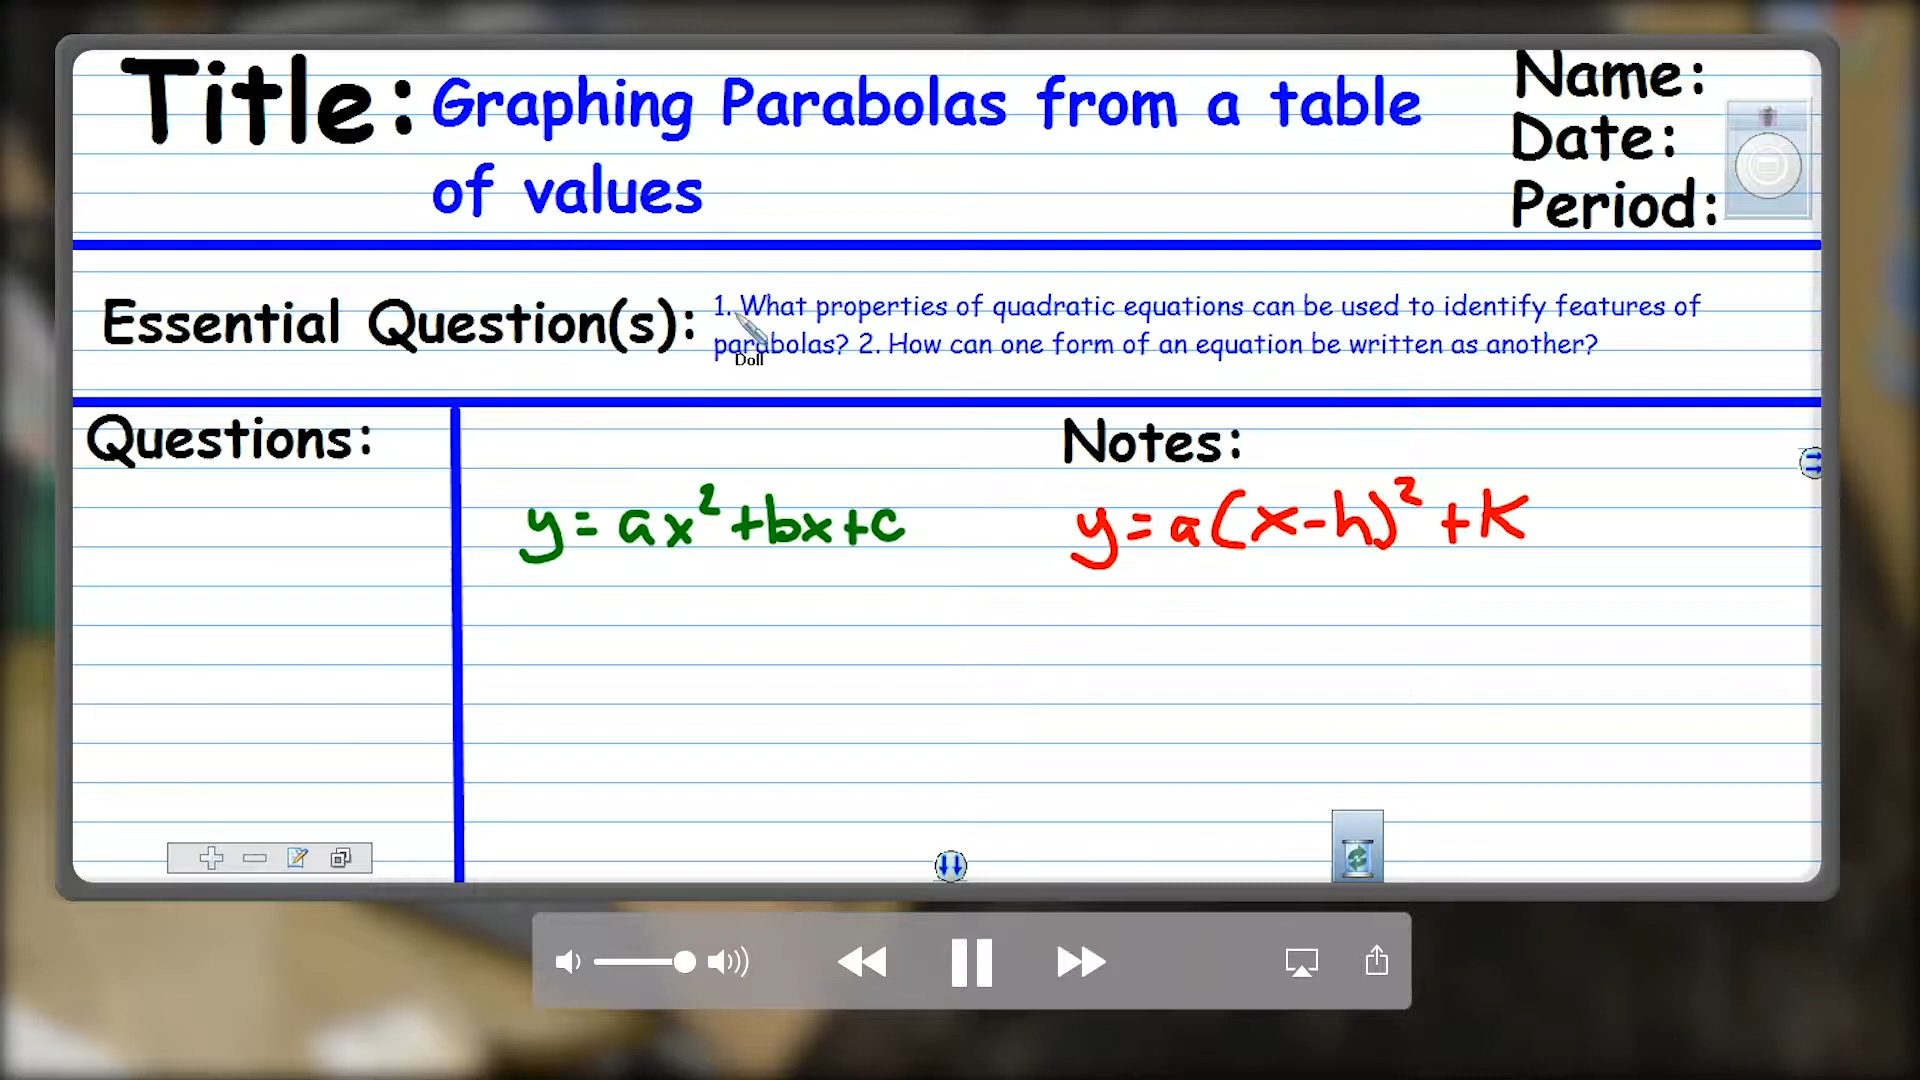 Title: Graphing Parabolas from a table
of values
Name:
Date:
Period:
Essential Question(s): 1. What properties of quadratic equations can be used to identify features of
parabolas? 2. How can one form of an equation be written as another?
Doll
Questions:
Notes:
y = ax²+bx+c
y = a(x-h)² + k